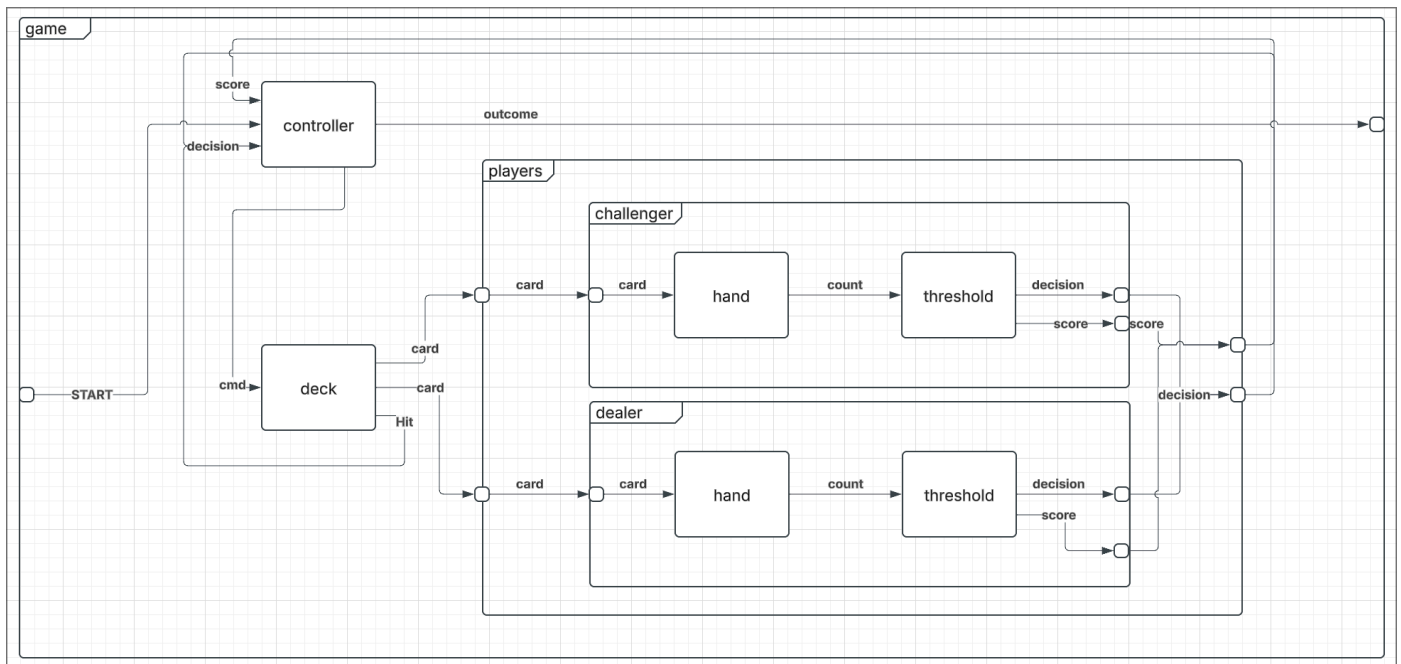 game
score
controller
outcome
decision
players
challenger
card
card
hand
count
threshold
decision
score
score
card
START
cmd
deck
card
Hit
decision
dealer
card
card
hand
count
threshold
decision
score